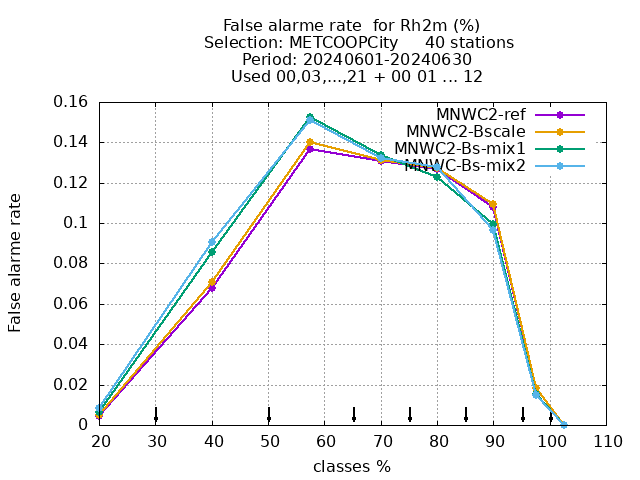 False alarme rate  for Rh2m (%)
Selection: METCOOPCity     40 stations
Period: 20240601-20240630
Used 00,03,...,21 + 00 01 ... 12
MNWC2-ref
MNWC2-Bscale
MNWC2-Bs-mix1
MNWC-Bs-mix2
False alarme rate
0.16
0.14
0.12
0.1
0.08
0.06
0.04
0.02
0
20 30 40 50 60 70 80 90 100 110
classes %